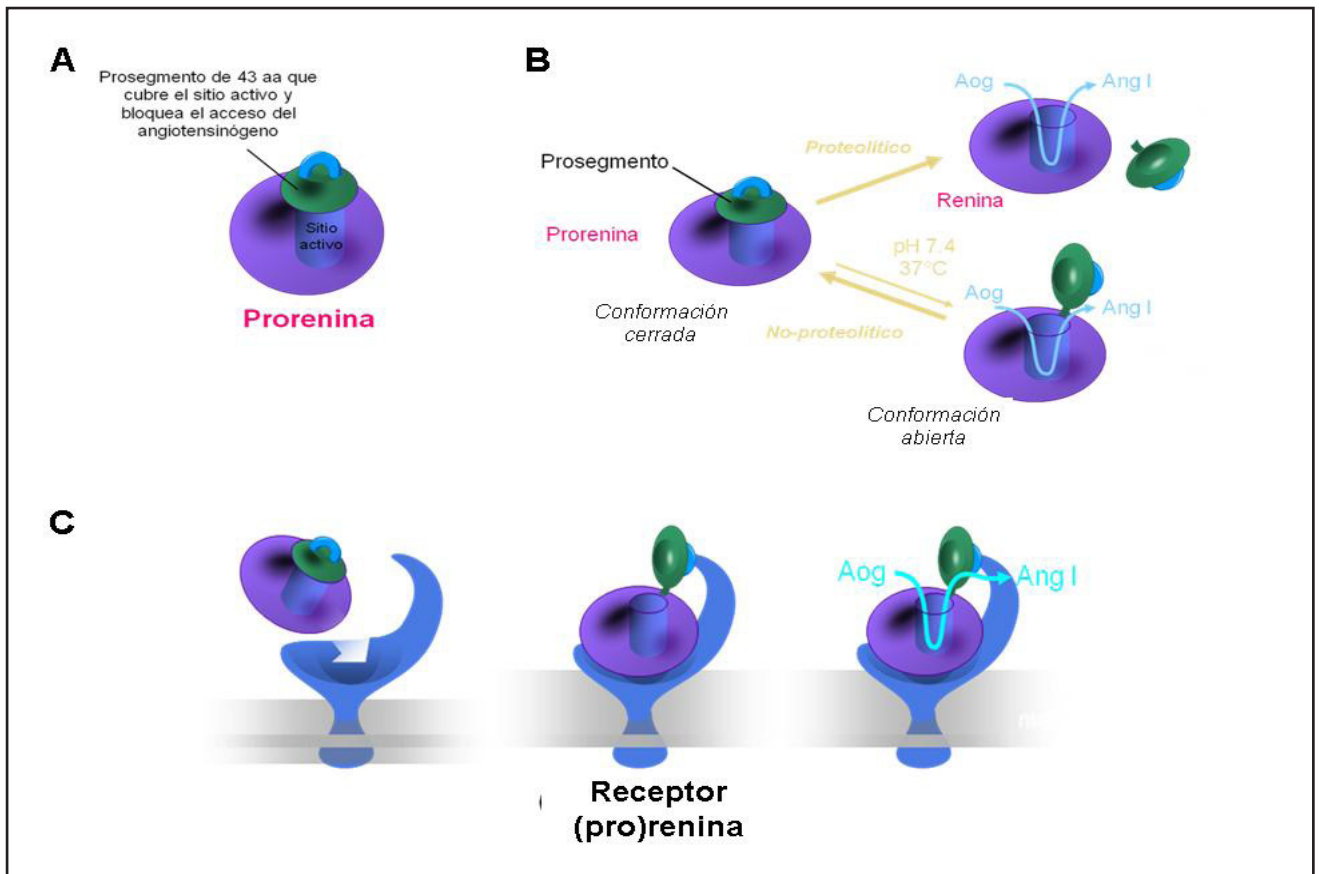 A
Prosegmento de 43 aa que
cubre el sitio activo y
bloquea el acceso del
angiotensinógeno
Sitio
activo
Prorenina
B
Prosegmento
Prorenina
Conformación
cerrada
Proteolítico
Aog
Ang I
Renina
pH 7.4
37°C
No-proteolítico
Aog
Ang I
Conformación
abierta
C
Aog
Ang I
Receptor
(pro)renina